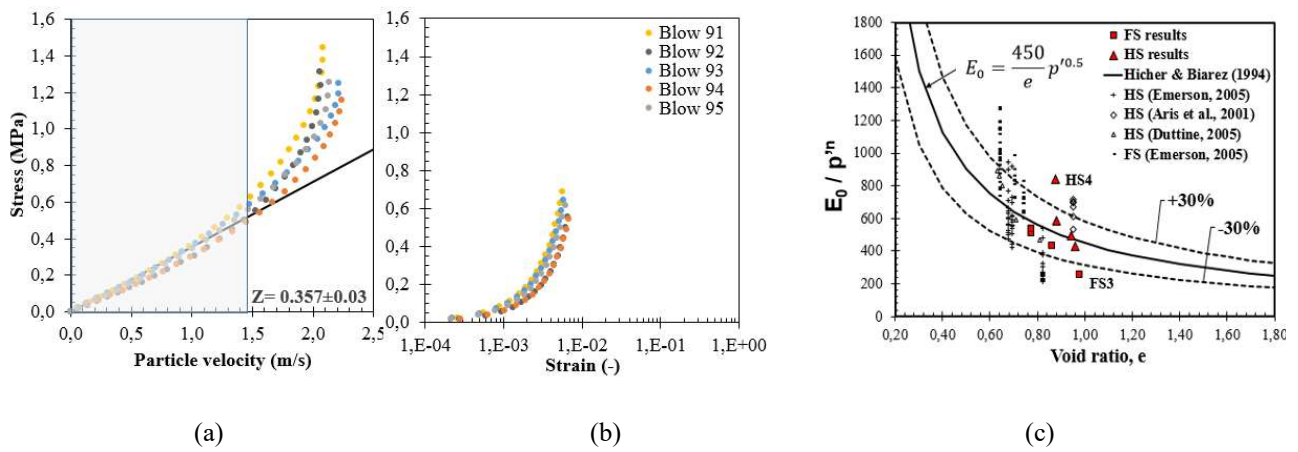 1,6
1,4
1,2
1,0
0,8
0,6
0,4
0,2
0,0
Stress (MPa)
Z= 0.357±0.03
0,0 0,5 1,0 1,5 2,0 2,5
Particle velocity (m/s)
(a)
1,6
1,4
1,2
1,0
0,8
0,6
0,4
0,2
0,0
Blow 91
Blow 92
Blow 93
Blow 94
Blow 95
1,E-04 1,E-03 1,E-02 1,E-01 1,E+00
Strain (-)
(b)
1800
1600
1400
1200
1000
800
600
400
200
0
E₀ / p'ⁿ
E₀ = 450/e p'⁰·⁵
FS results
HS results
Hicher & Biarez (1994)
HS (Emerson, 2005)
HS (Aris et al., 2001)
HS (Duttine, 2005)
FS (Emerson, 2005)
HS4
+30%
-30%
FS3
0,20 0,40 0,60 0,80 1,00 1,20 1,40 1,60 1,80
Void ratio, e
(c)